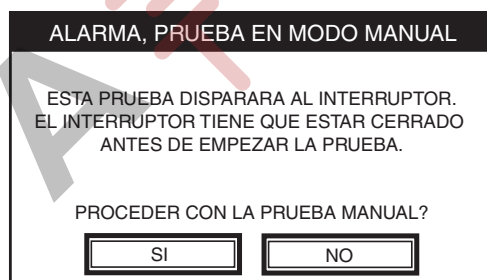 ALARMA, PRUEBA EN MODO MANUAL
ESTA PRUEBA DISPARARA AL INTERRUPTOR.
EL INTERRUPTOR TIENE QUE ESTAR CERRADO
ANTES DE EMPEZAR LA PRUEBA.
PROCEDER CON LA PRUEBA MANUAL?
SI NO